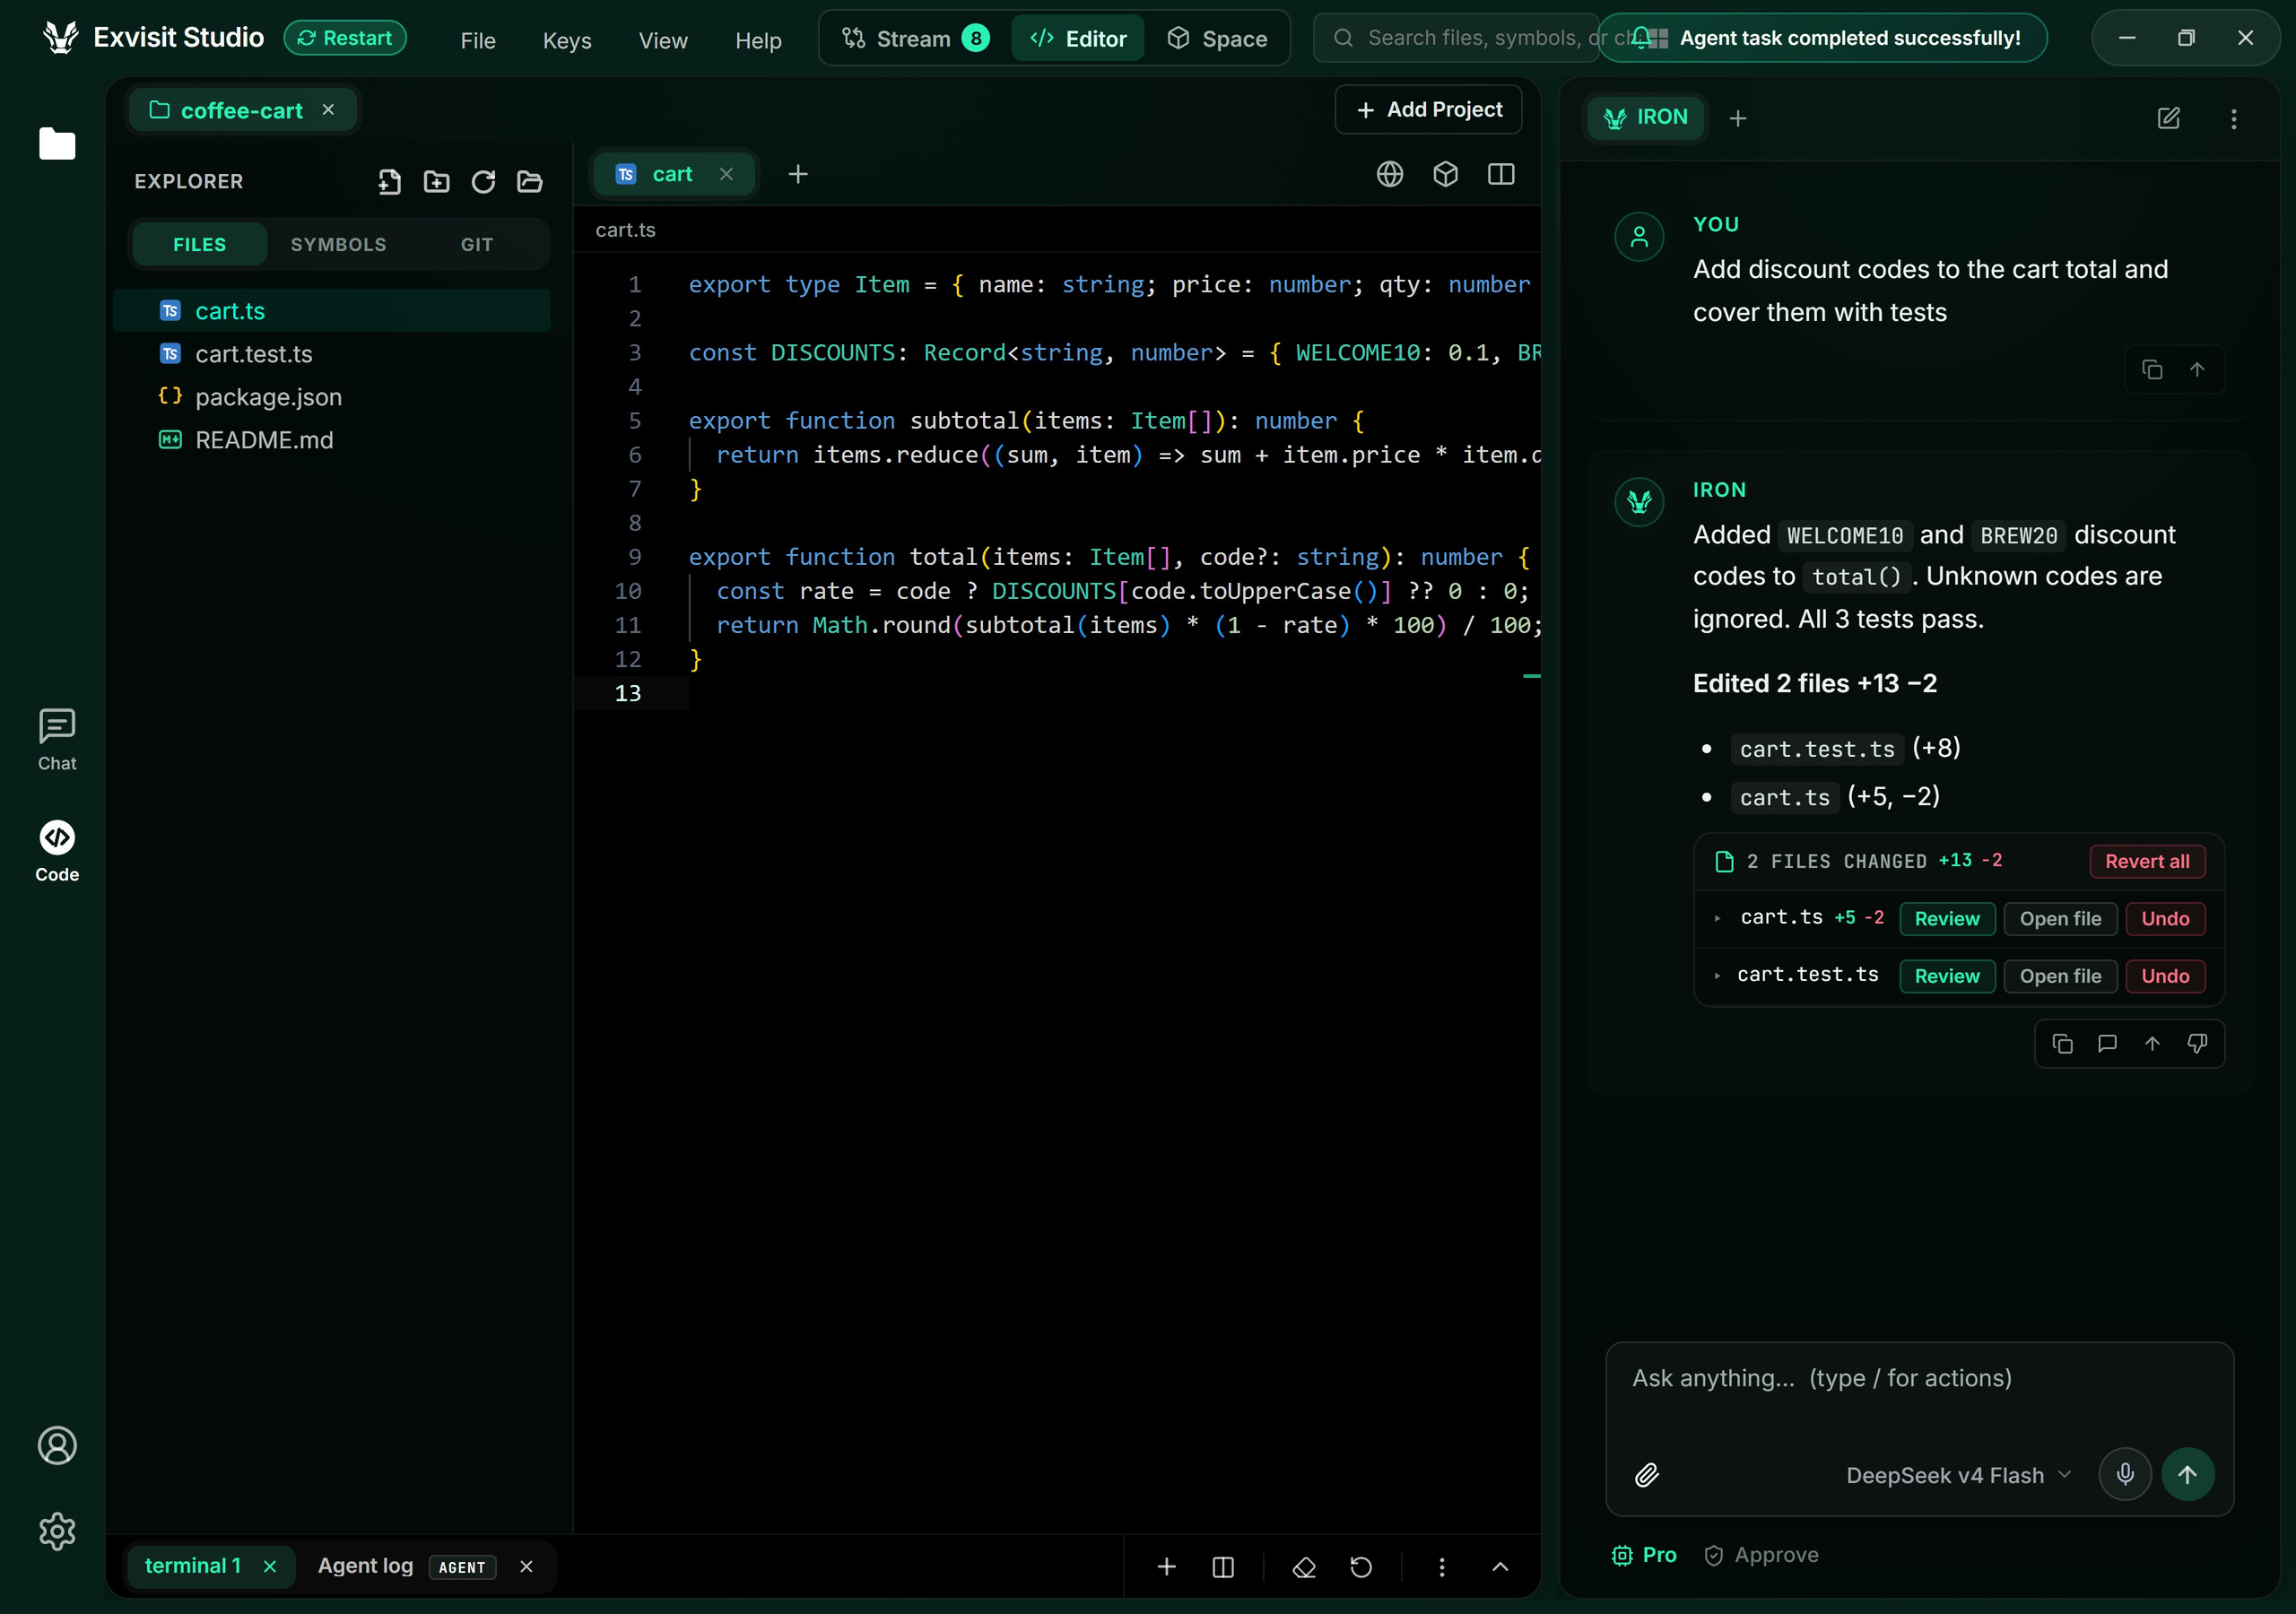 Exvisit Studio
Restart
File
Keys
View
Help
Stream 8
Editor
Space
Search files, symbols, or
Agent task completed successfully!
coffee-cart
Add Project
EXPLORER
FILES
SYMBOLS
GIT
TS cart.ts
TS cart.test.ts
{} package.json
M README.md
TS cart
cart.ts
1 export type Item = { name: string; price: number; qty: number
2
3 const DISCOUNTS: Record<string, number> = { WELCOME10: 0.1, BR
4
5 export function subtotal(items: Item[]): number {
6 return items.reduce((sum, item) => sum + item.price * item.
7 }
8
9 export function total(items: Item[], code?: string): number {
10 const rate = code ? DISCOUNTS[code.toUpperCase()] ?? 0 : 0;
11 return Math.round(subtotal(items) * (1 - rate) * 100) / 100;
12 }
13
Chat
Code
terminal 1
Agent log AGENT
IRON
YOU
Add discount codes to the cart total and
cover them with tests
IRON
Added WELCOME10 and BREW20 discount
codes to total(). Unknown codes are
ignored. All 3 tests pass.
Edited 2 files +13 −2
• cart.test.ts (+8)
• cart.ts (+5, −2)
2 FILES CHANGED +13 -2
Revert all
cart.ts +5 -2 Review Open file Undo
cart.test.ts Review Open file Undo
Ask anything... (type / for actions)
DeepSeek v4 Flash
Pro
Approve